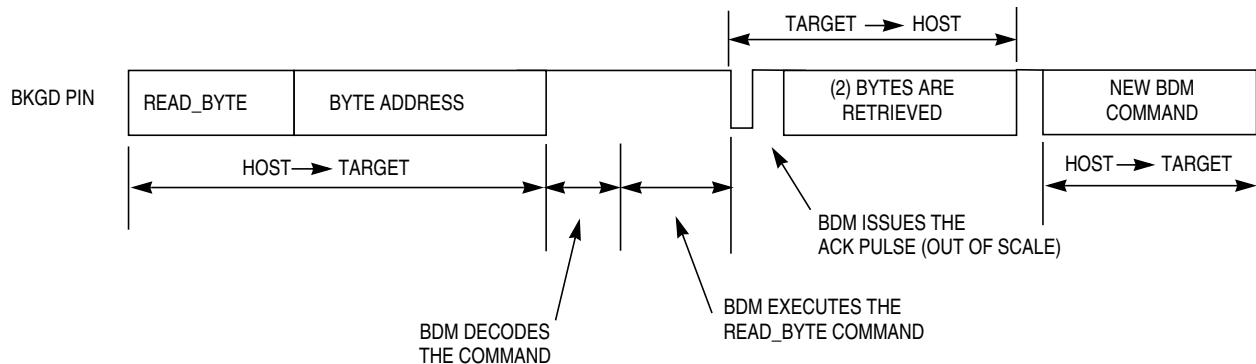 TARGET → HOST
BKGD PIN
READ_BYTE
BYTE ADDRESS
(2) BYTES ARE
RETRIEVED
NEW BDM
COMMAND
HOST → TARGET
HOST → TARGET
BDM ISSUES THE
ACK PULSE (OUT OF SCALE)
BDM EXECUTES THE
READ_BYTE COMMAND
BDM DECODES
THE COMMAND